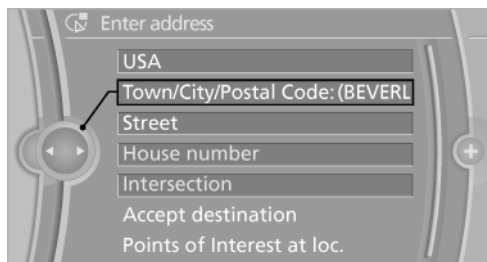 Enter address
USA
Town/City/Postal Code: (BEVERL
Street
House number
Intersection
Accept destination
Points of Interest at loc.